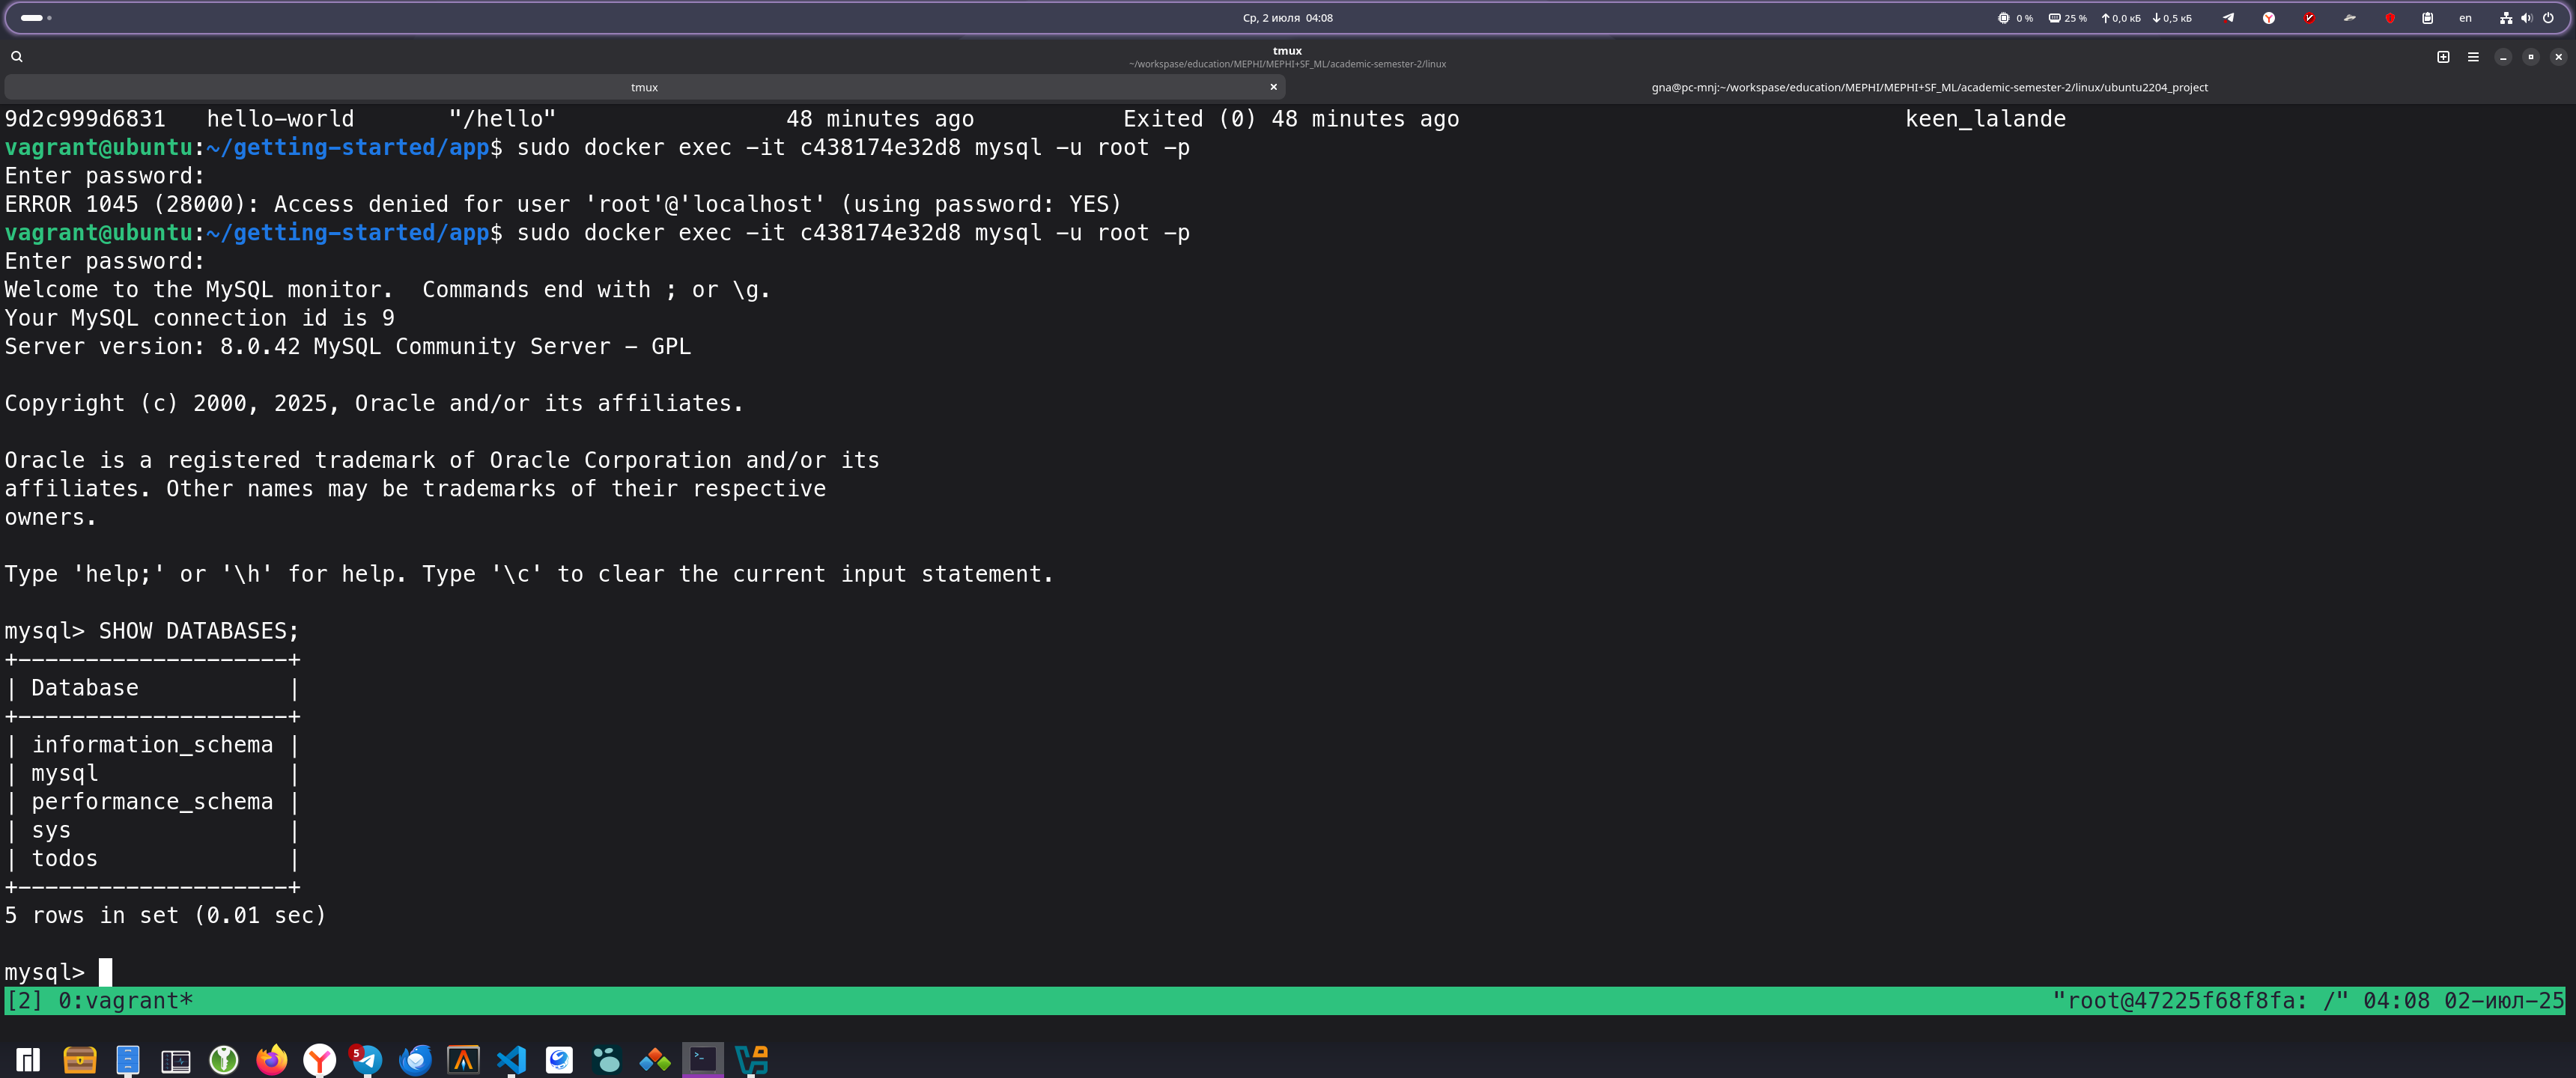 Ср, 2 июля 04:08
0 %
25 %
0,0 кБ
0,5 кБ
en
tmux
~/workspase/education/MEPHI/MEPHI+SF_ML/academic-semester-2/linux
tmux
gna@pc-mnj:~/workspase/education/MEPHI/MEPHI+SF_ML/academic-semester-2/linux/ubuntu2204_project
9d2c999d6831   hello-world       "/hello"                 48 minutes ago           Exited (0) 48 minutes ago                                 keen_lalande
vagrant@ubuntu:~/getting-started/app$ sudo docker exec -it c438174e32d8 mysql -u root -p
Enter password:
ERROR 1045 (28000): Access denied for user 'root'@'localhost' (using password: YES)
vagrant@ubuntu:~/getting-started/app$ sudo docker exec -it c438174e32d8 mysql -u root -p
Enter password:
Welcome to the MySQL monitor.  Commands end with ; or \g.
Your MySQL connection id is 9
Server version: 8.0.42 MySQL Community Server - GPL
Copyright (c) 2000, 2025, Oracle and/or its affiliates.
Oracle is a registered trademark of Oracle Corporation and/or its
affiliates. Other names may be trademarks of their respective
owners.
Type 'help;' or '\h' for help. Type '\c' to clear the current input statement.
mysql> SHOW DATABASES;
+--------------------+
| Database           |
+--------------------+
| information_schema |
| mysql              |
| performance_schema |
| sys                |
| todos              |
+--------------------+
5 rows in set (0.01 sec)
mysql>
[2] 0:vagrant*
"root@47225f68f8fa: /" 04:08 02-июл-25
5